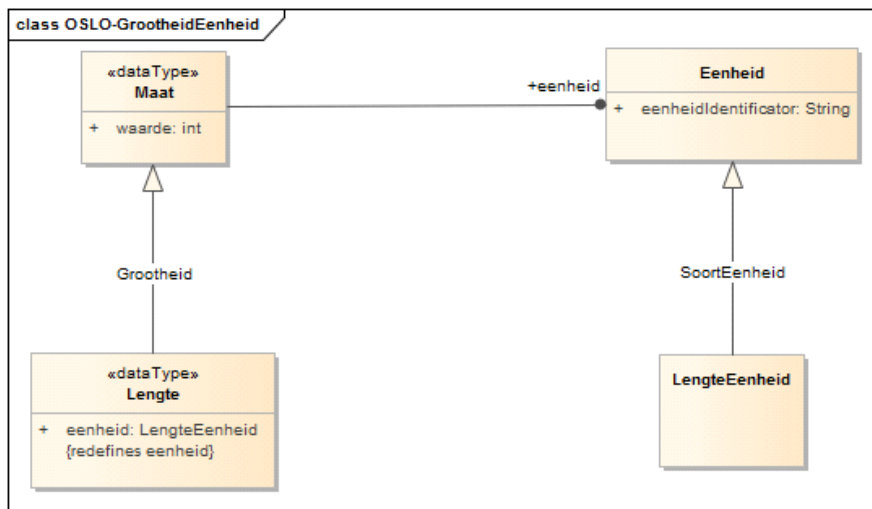 class OSLO-GrootheidEenheid
«dataType»
Maat
+ waarde: int
+eenheid
Eenheid
+ eenheidIdentificator: String
Grootheid
SoortEenheid
«dataType»
Lengte
+ eenheid: LengteEenheid
{redefines eenheid}
LengteEenheid